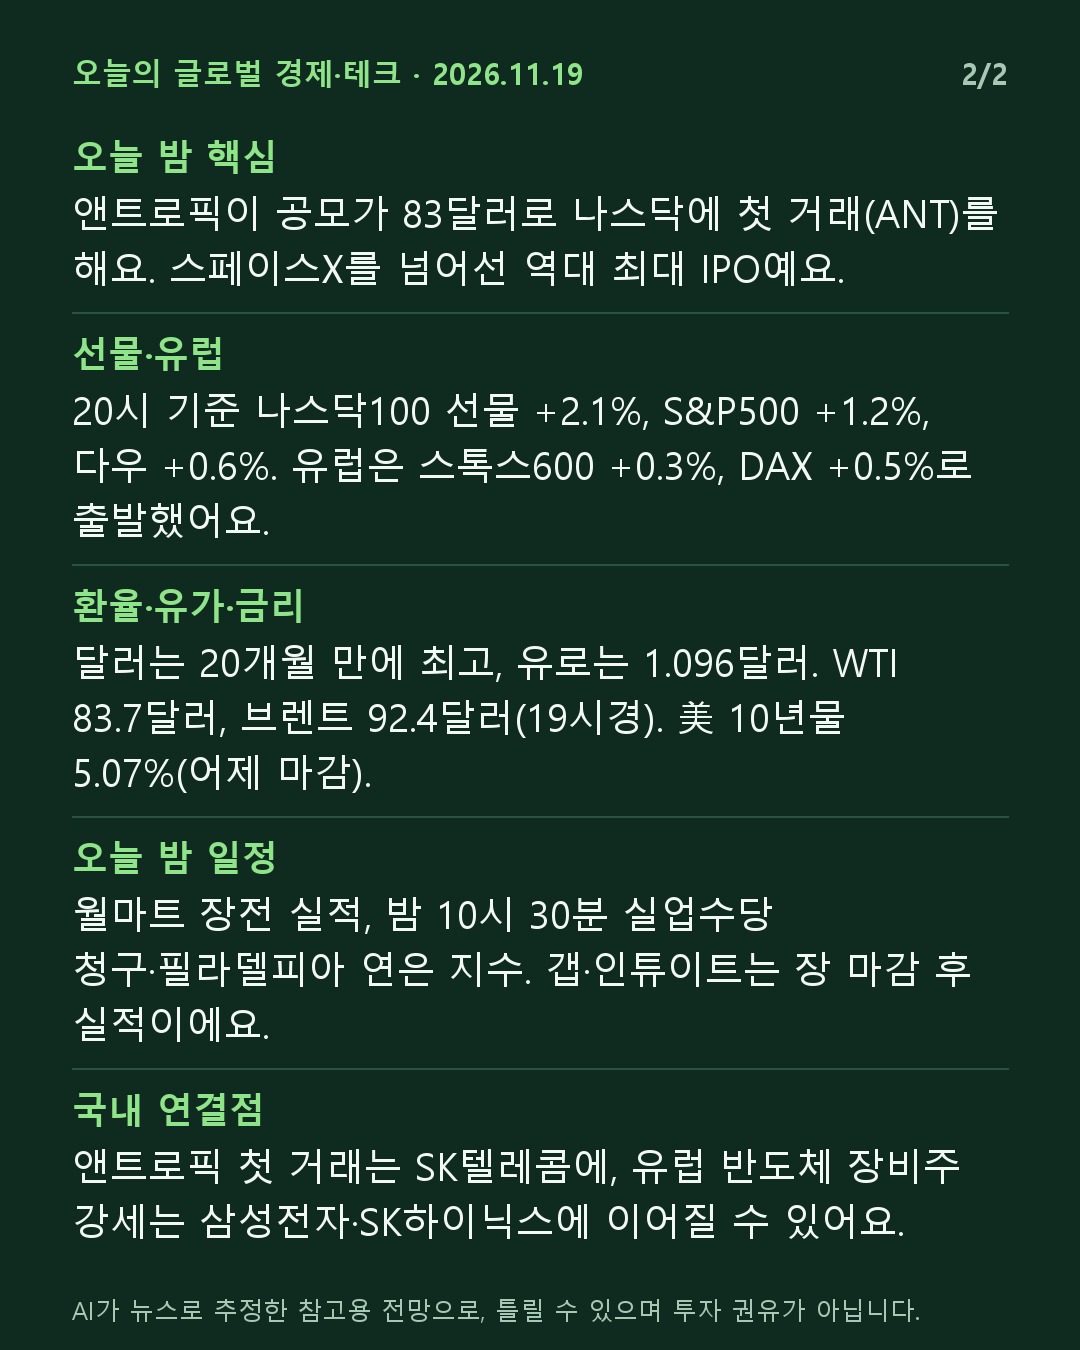 오늘의 글로벌 경제·테크 · 2026.11.19
2/2
오늘 밤 핵심
앤트로픽이 공모가 83달러로 나스닥에 첫 거래(ANT)를
해요. 스페이스X를 넘어선 역대 최대 IPO예요.
선물·유럽
20시 기준 나스닥100 선물 +2.1%, S&P500 +1.2%,
다우 +0.6%. 유럽은 스톡스600 +0.3%, DAX +0.5%로
출발했어요.
환율·유가·금리
달러는 20개월 만에 최고, 유로는 1.096달러. WTI
83.7달러, 브렌트 92.4달러(19시경). 美 10년물
5.07%(어제 마감).
오늘 밤 일정
월마트 장전 실적, 밤 10시 30분 실업수당
청구·필라델피아 연은 지수. 갭·인튜이트는 장 마감 후
실적이에요.
국내 연결점
앤트로픽 첫 거래는 SK텔레콤에, 유럽 반도체 장비주
강세는 삼성전자·SK하이닉스에 이어질 수 있어요.
AI가 뉴스로 추정한 참고용 전망으로, 틀릴 수 있으며 투자 권유가 아닙니다.